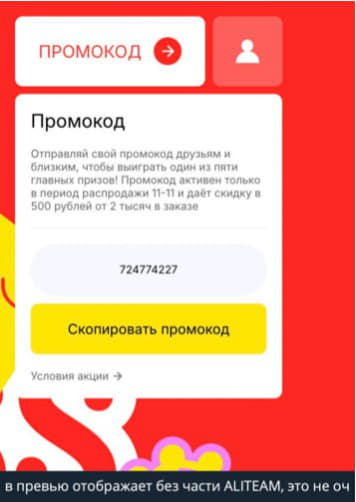 ПРОМОКОД
Промокод
Отправляй свой промокод друзьям и
близким, чтобы выиграть один из пяти
главных призов! Промокод активен только
в период распродажи 11-11 и даёт скидку в
500 рублей от 2 тысяч в заказе
724774227
Скопировать промокод
Условия акции →
в превью отображает без части ALITEAM, это не оч